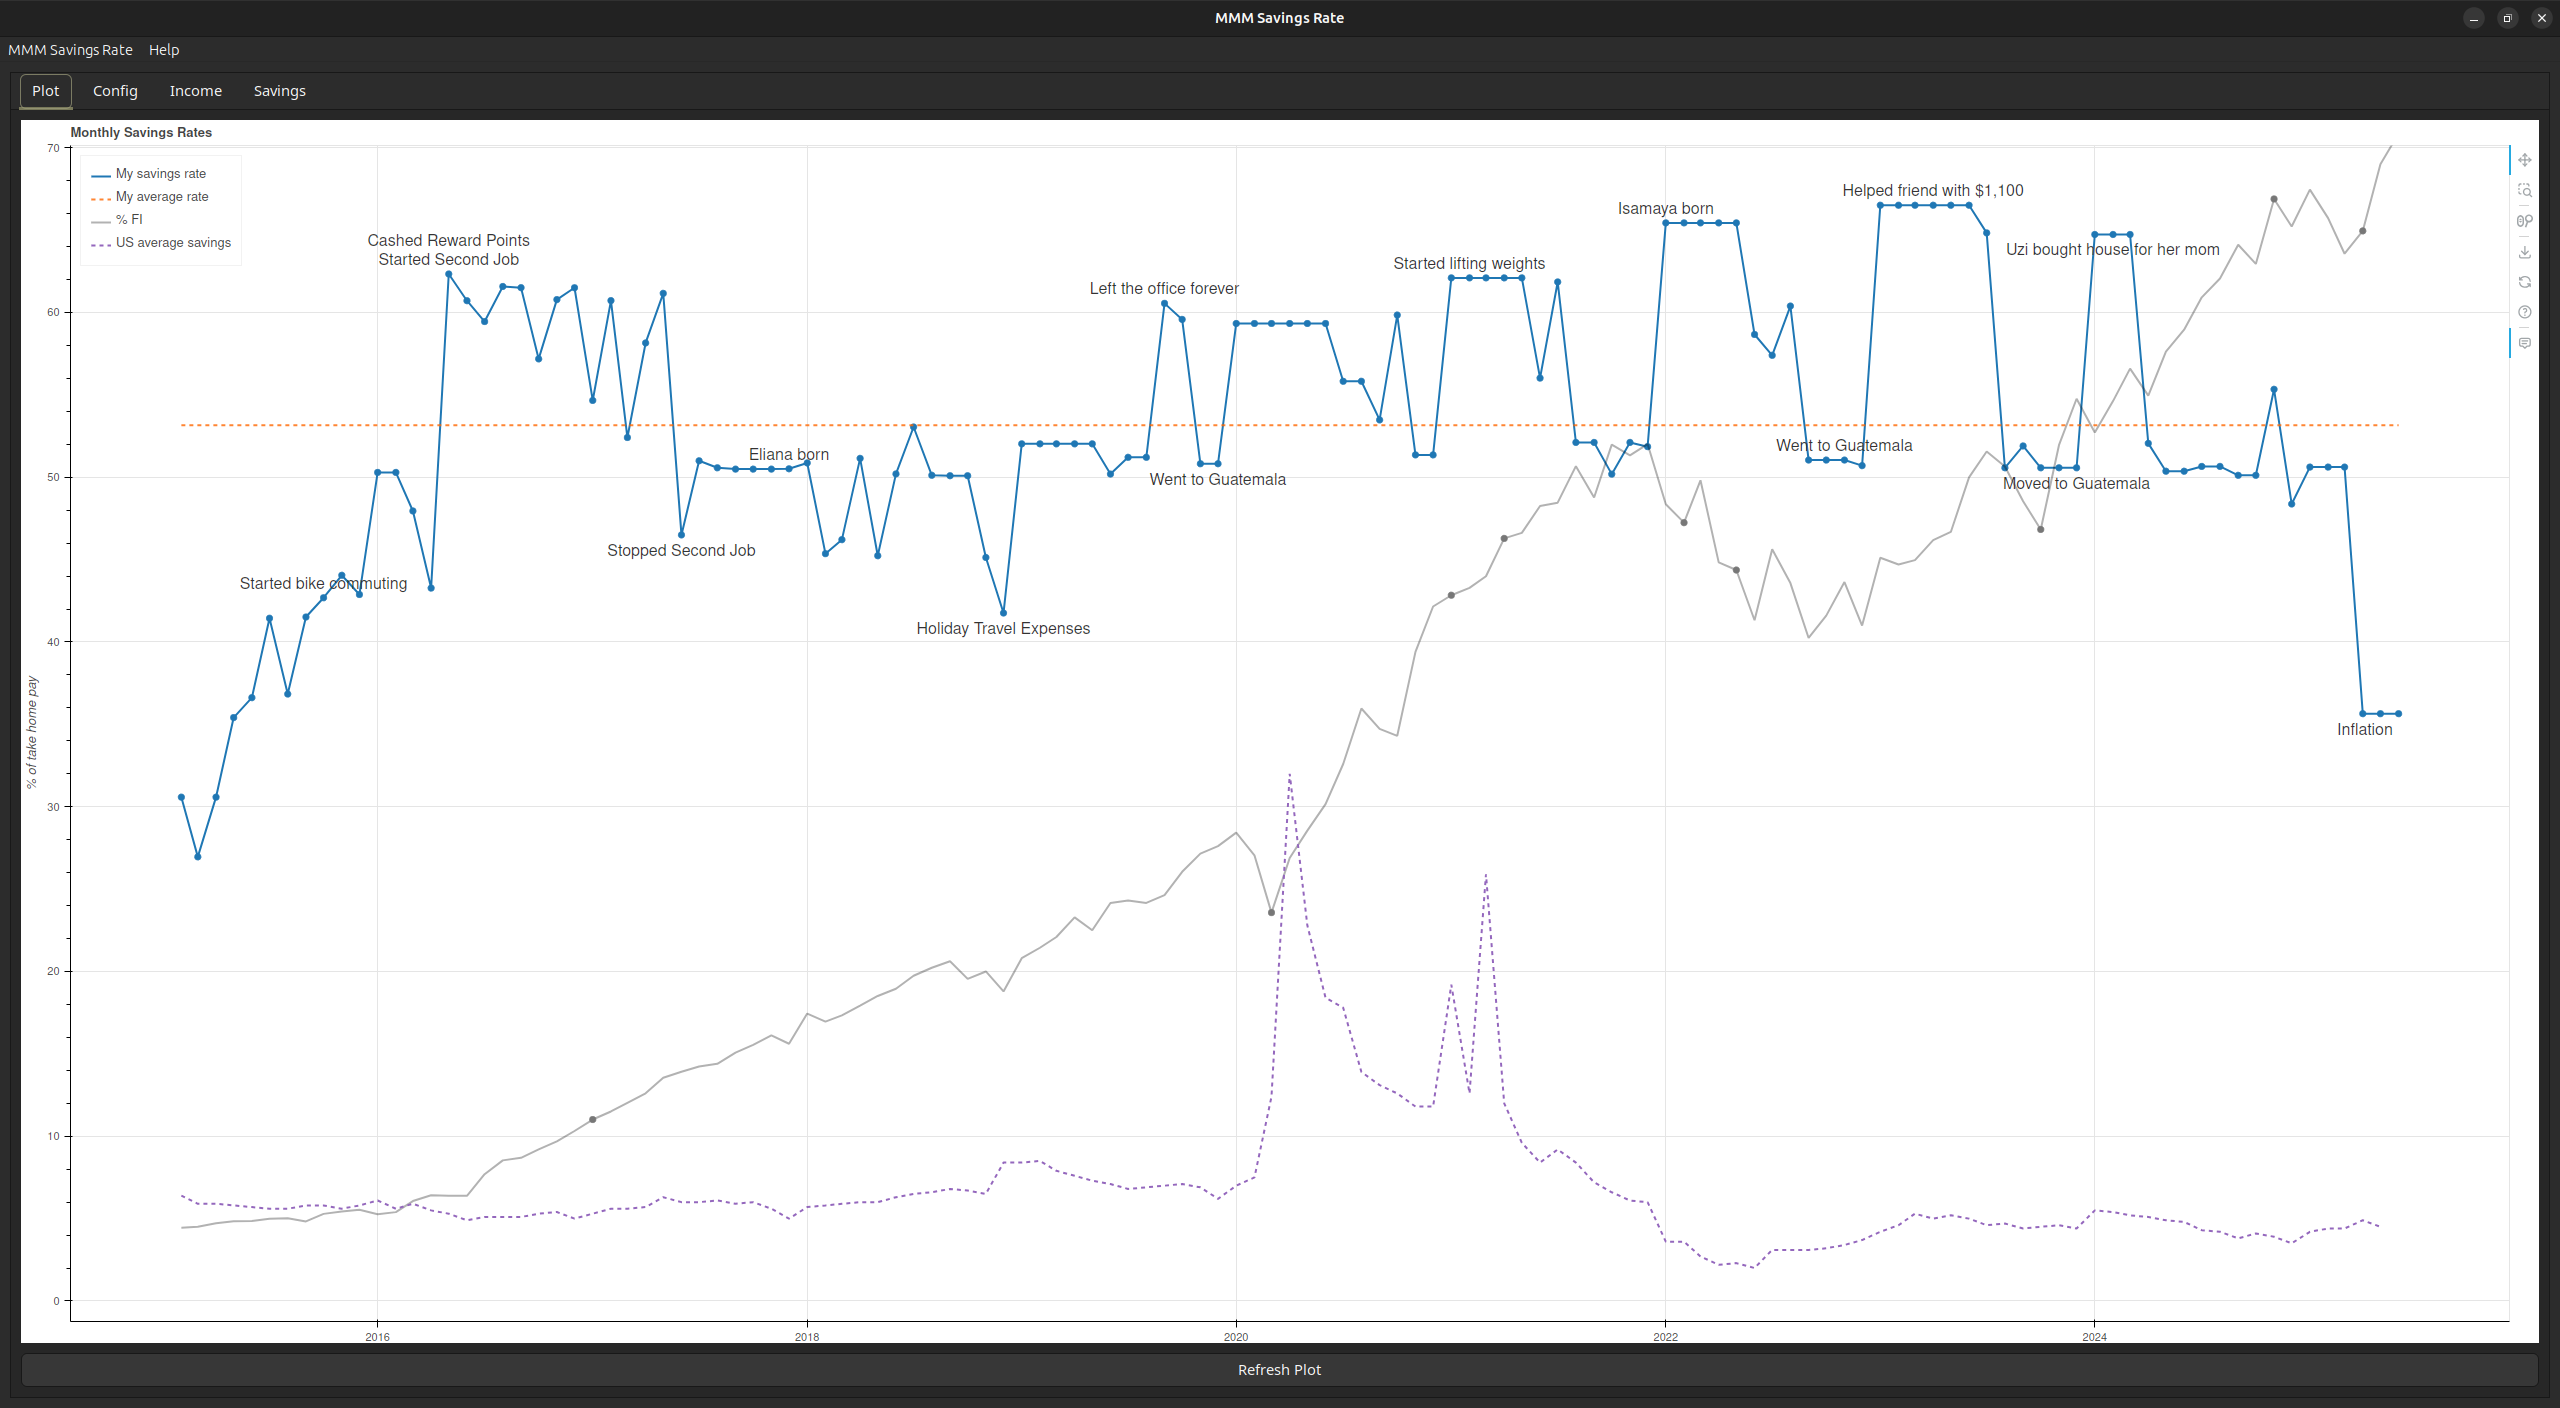 MMM Savings Rate
MMM Savings Rate Help
Plot Config Income Savings
Monthly Savings Rates
My savings rate
My average rate
% FI
US average savings
% of take home pay
70
60
50
40
30
20
10
0
Cashed Reward Points
Started Second Job
Started bike commuting
Stopped Second Job
Eliana born
Holiday Travel Expenses
Left the office forever
Went to Guatemala
Started lifting weights
Isamaya born
Went to Guatemala
Helped friend with $1,100
Uzi bought house for her mom
Moved to Guatemala
Inflation
2016 2018 2020 2022 2024
Refresh Plot